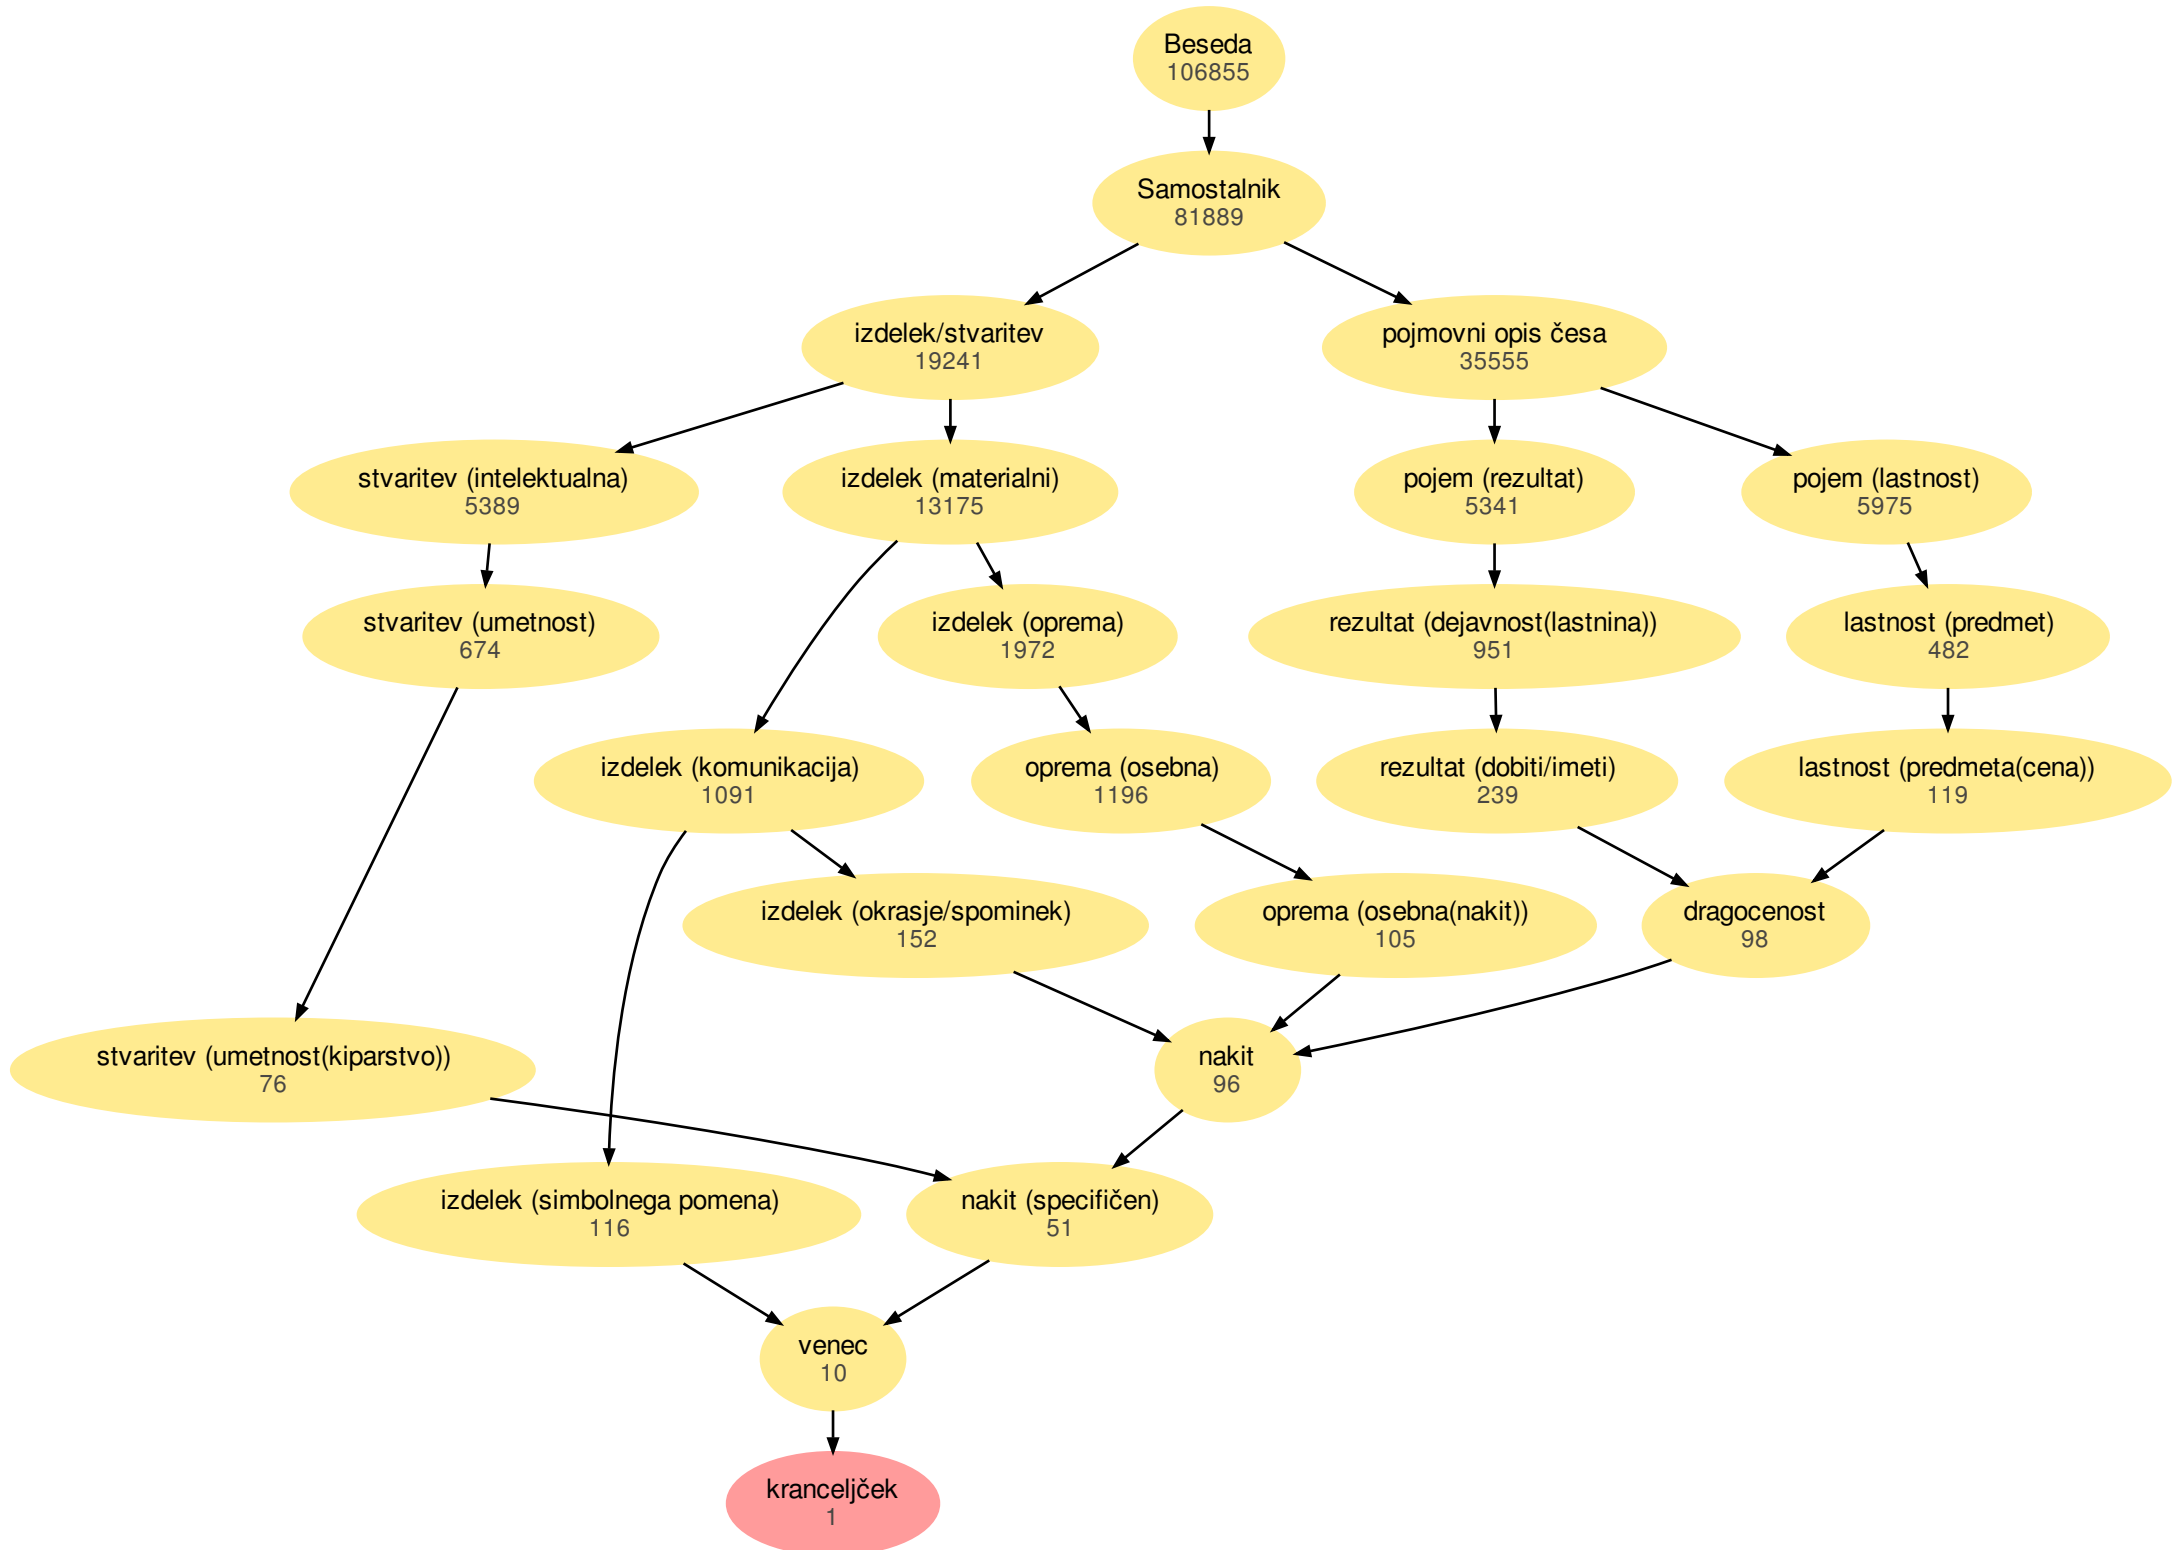 Beseda
106855
Samostalnik
81889
izdelek/stvaritev
19241
pojmovni opis česa
35555
stvaritev (intelektualna)
5389
izdelek (materialni)
13175
pojem (rezultat)
5341
pojem (lastnost)
5975
stvaritev (umetnost)
674
izdelek (oprema)
1972
rezultat (dejavnost(lastnina))
951
lastnost (predmet)
482
izdelek (komunikacija)
1091
oprema (osebna)
1196
rezultat (dobiti/imeti)
239
lastnost (predmeta(cena))
119
izdelek (okrasje/spominek)
152
oprema (osebna(nakit))
105
dragocenost
98
stvaritev (umetnost(kiparstvo))
76
nakit
96
izdelek (simbolnega pomena)
116
nakit (specifičen)
51
venec
10
kranceljček
1